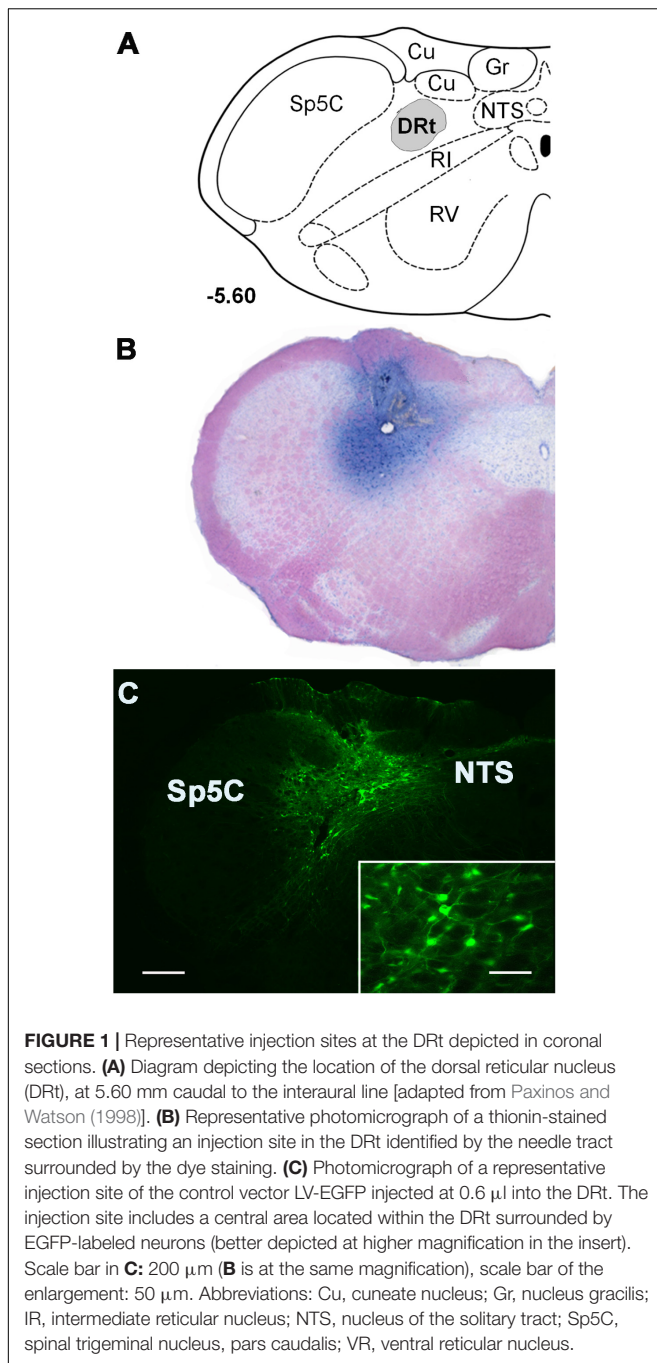 A
Cu
Gr
Cu
Sp5C
NTS
DRt
RI
RV
-5.60
B
C
Sp5C
NTS
FIGURE 1 | Representative injection sites at the DRt depicted in coronal
sections. (A) Diagram depicting the location of the dorsal reticular nucleus
(DRt), at 5.60 mm caudal to the interaural line [adapted from Paxinos and
Watson (1998)]. (B) Representative photomicrograph of a thionin-stained
section illustrating an injection site in the DRt identified by the needle tract
surrounded by the dye staining. (C) Photomicrograph of a representative
injection site of the control vector LV-EGFP injected at 0.6 μl into the DRt. The
injection site includes a central area located within the DRt surrounded by
EGFP-labeled neurons (better depicted at higher magnification in the insert).
Scale bar in C: 200 μm (B is at the same magnification), scale bar of the
enlargement: 50 μm. Abbreviations: Cu, cuneate nucleus; Gr, nucleus gracilis;
IR, intermediate reticular nucleus; NTS, nucleus of the solitary tract; Sp5C,
spinal trigeminal nucleus, pars caudalis; VR, ventral reticular nucleus.